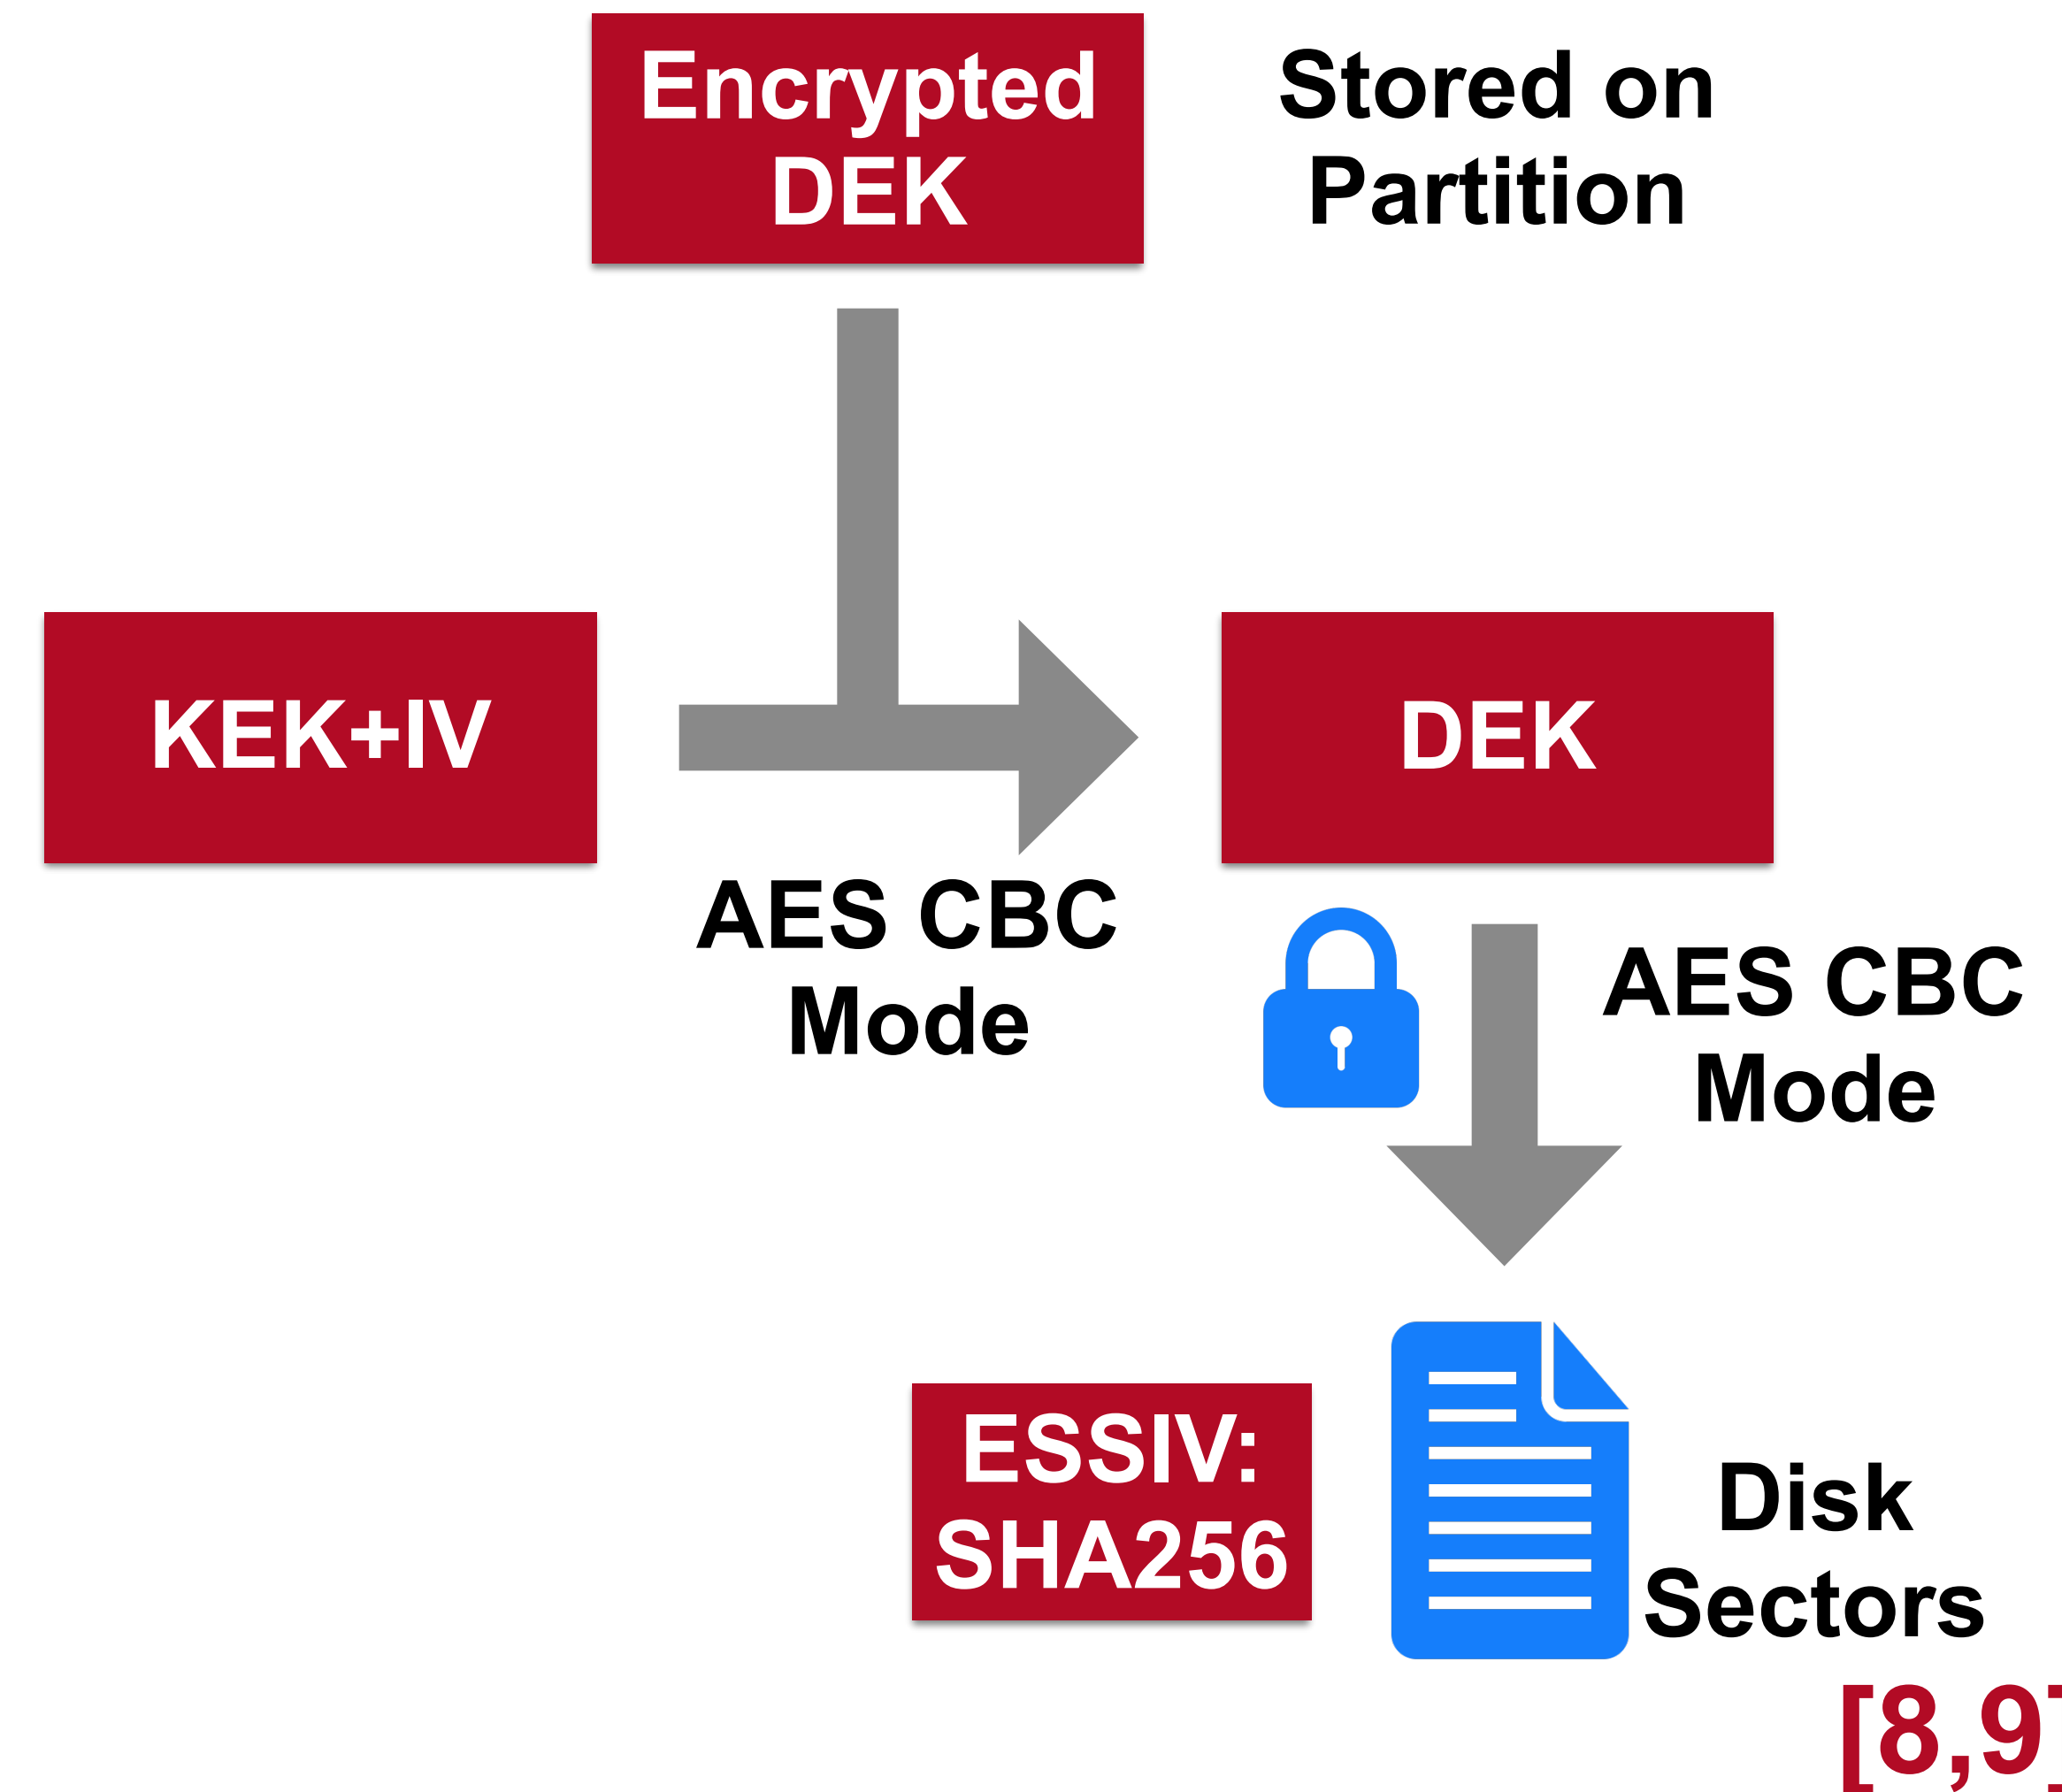 Encrypted
DEK
Stored on
Partition
KEK+IV
DEK
AES CBC
Mode
AES CBC
Mode
ESSIV:
SHA256
Disk
Sectors
[8,9]